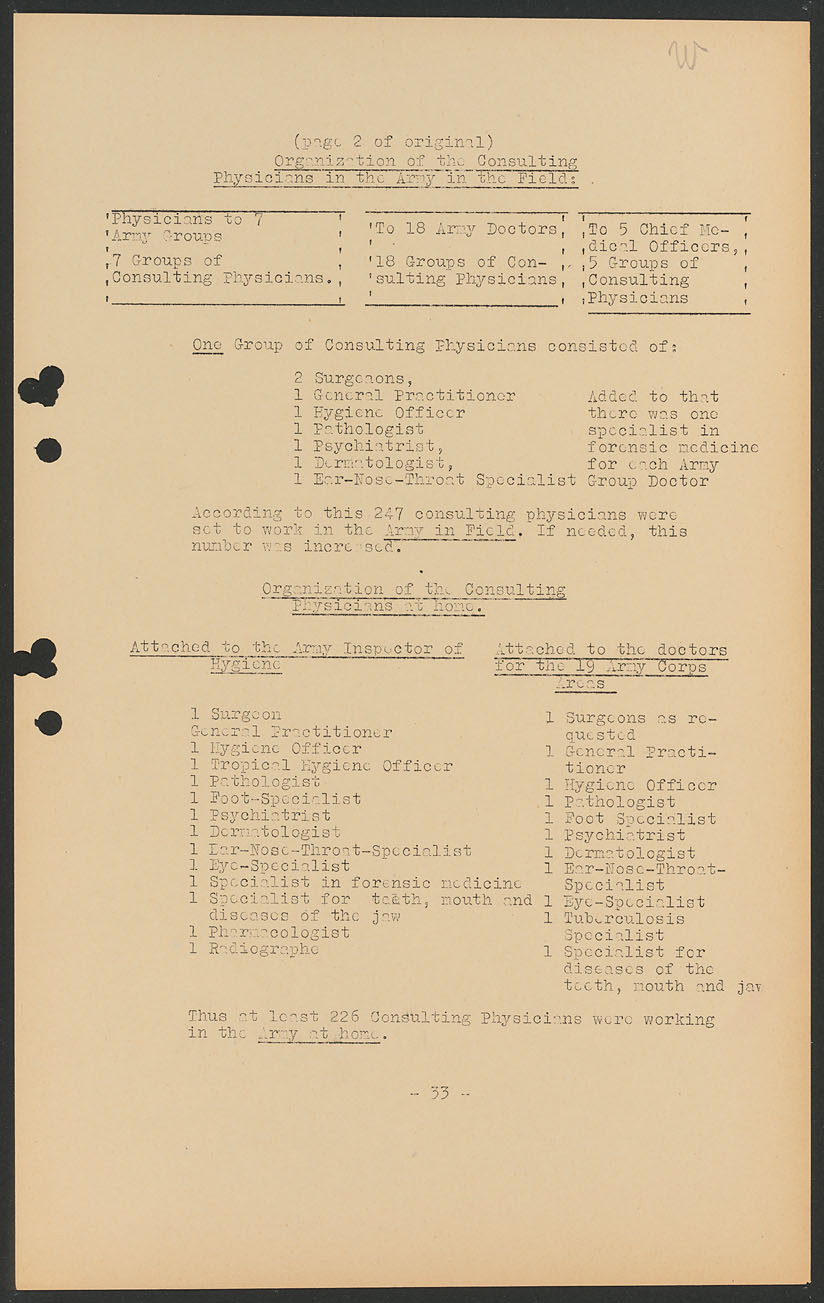 W
(page 2 of original)
Organization of the Consulting
Physicians in the Army in the Field:
Physicians to 7
Army Groups
7 Groups of
Consulting Physicians.
To 18 Army Doctors
18 Groups of Con-
sulting Physicians
To 5 Chief Me-
dical Officers,
5 Groups of
Consulting
Physicians
One Group of Consulting Physicians consisted of:
2 Surgeaons,
1 General Practitioner
1 Hygiene Officer
1 Pathologist
1 Psychiatrist,
1 Dermatologist,
1 Ear-Nose-Throat Specialist
Added to that
there was one
specialist in
forensic medicine
for each Army
Group Doctor
According to this 247 consulting physicians were
set to work in the Army in Field. If needed, this
number was increased.
Organization of the Consulting
Physicians at home.
Attached to the Army Inspector of
Hygiene
1 Surgeon
General Practitioner
1 Hygiene Officer
1 Tropical Hygiene Officer
1 Pathologist
1 Foot-Specialist
1 Psychiatrist
1 Dermatologist
1 Ear-Nose-Throat-Specialist
1 Eye-Specialist
1 Specialist in forensic medicine
1 Specialist for teeth, mouth and
diseases of the jaw
1 Pharmacologist
1 Radiographe
Attached to the doctors
for the 19 Army Corps
Areas
1 Surgeons as re-
quested
1 General Practi-
tioner
1 Hygiene Officer
1 Pathologist
1 Foot Specialist
1 Psychiatrist
1 Dermatologist
1 Ear-Nose-Throat-
Specialist
1 Eye-Specialist
1 Tuberculosis
Specialist
1 Specialist for
diseases of the
teeth, mouth and jaw
Thus at least 226 Consulting Physicians were working
in the Army at home.
- 33 -